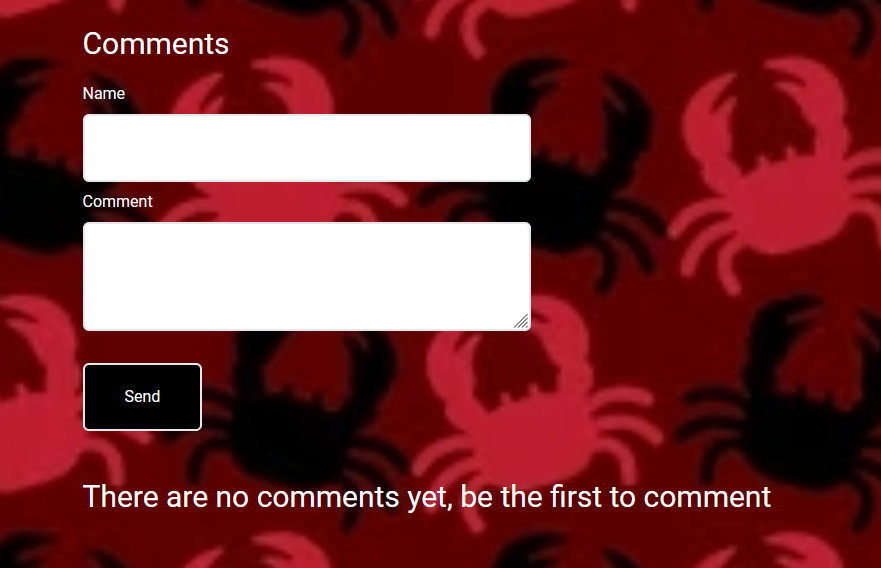 Comments
Name
Comment
Send
There are no comments yet, be the first to comment